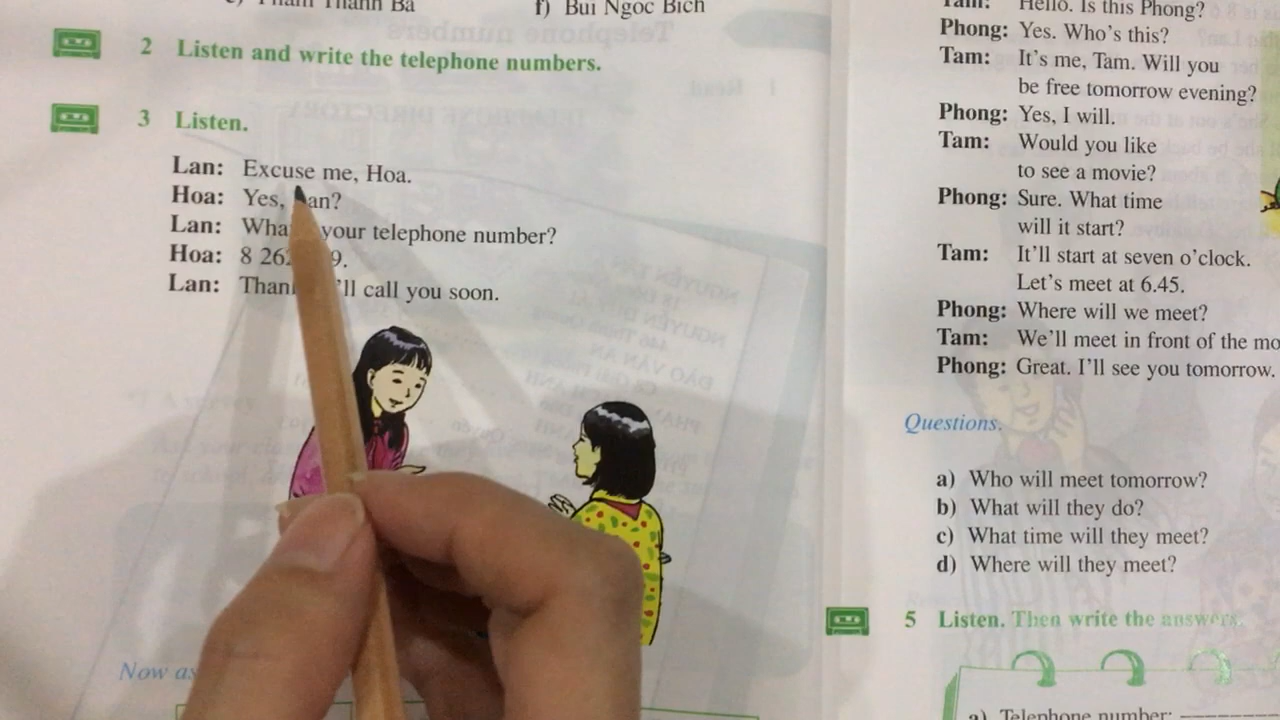 f) Bui Ngoc Bich
2 Listen and write the telephone numbers.
3 Listen.
Lan: Excuse me, Hoa.
Hoa: Yes,
Lan: your telephone number?
Hoa: 8 26
Lan: call you soon.
Now
Hello. Is this Phong?
Phong: Yes. Who's this?
Tam: It's me, Tam. Will you
be free tomorrow evening?
Phong: Yes, I will.
Tam: Would you like
to see a movie?
Phong: Sure. What time
will it start?
Tam: It'll start at seven o'clock.
Let's meet at 6.45.
Phong: Where will we meet?
Tam: We'll meet in front of the
Phong: Great. I'll see you tomorrow.
Questions.
a) Who will meet tomorrow?
b) What will they do?
c) What time will they meet?
d) Where will they meet?
5 Listen. Then write the answers.
a) Telephone number: